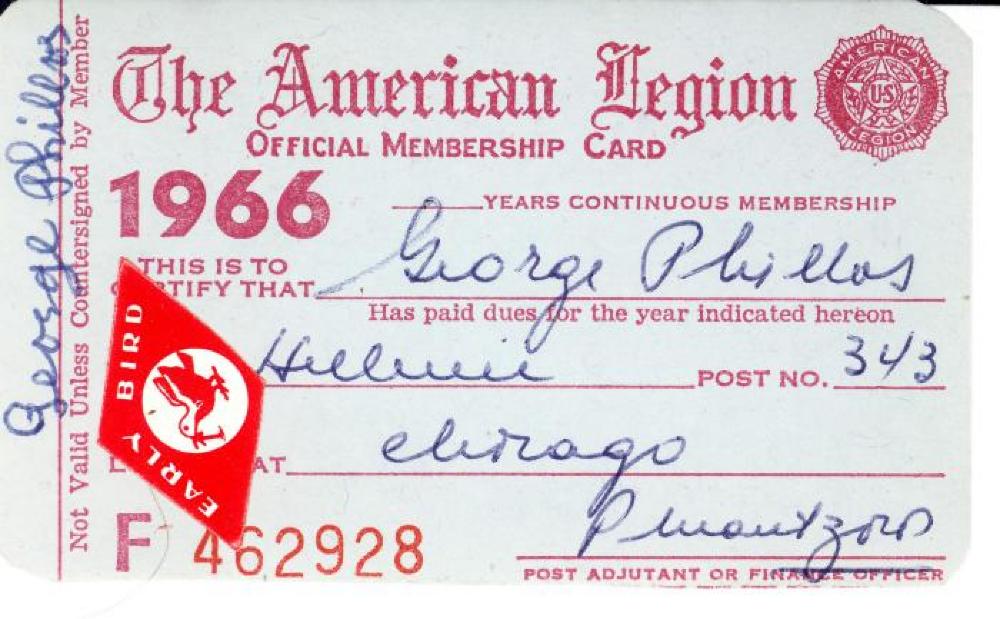 The American Legion
AMERICAN
U·S
LEGION
OFFICIAL MEMBERSHIP CARD
1966
YEARS CONTINUOUS MEMBERSHIP
THIS IS TO
CERTIFY THAT George Phillos
Has paid dues for the year indicated hereon
Hellenic POST NO. 343
AT Chicago
POST ADJUTANT OR FINANCE OFFICER
F 462928
EARLY BIRD
Not Valid Unless Countersigned by Member
George Phillos